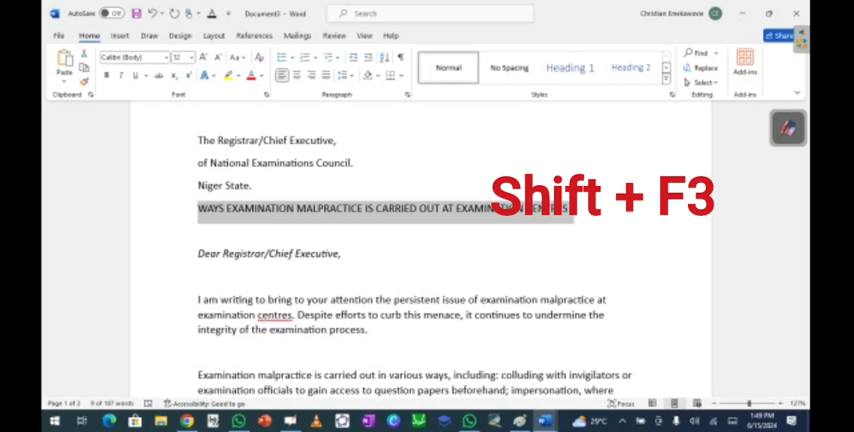 AutoSave Off Document3 - Word Search Christian Emekawovie CE
File Home Insert Draw Design Layout References Mailings Review View Help Share
Calibri (Body) 12 A A Aa Normal No Spacing Heading 1 Heading 2 Find
Paste Replace Add-ins
B I U ab x x A A Select
Clipboard Font Paragraph Styles Editing Add-ins
The Registrar/Chief Executive,
of National Examinations Council.
Niger State.
Shift + F3
WAYS EXAMINATION MALPRACTICE IS CARRIED OUT AT EXAMINATION CENTRES
Dear Registrar/Chief Executive,
I am writing to bring to your attention the persistent issue of examination malpractice at
examination centres. Despite efforts to curb this menace, it continues to undermine the
integrity of the examination process.
Examination malpractice is carried out in various ways, including: colluding with invigilators or
examination officials to gain access to question papers beforehand; impersonation, where
Page 1 of 2 9 of 187 words Accessibility: Good to go Focus 127%
29°C 1:49 PM
6/15/2024